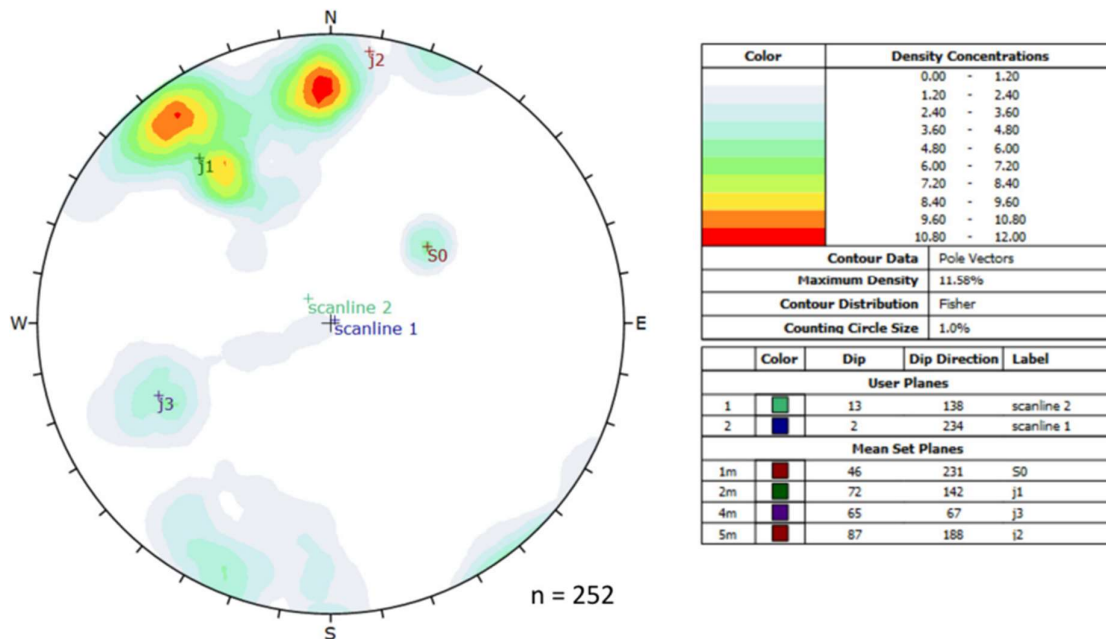 N
j2
j1
S0
scanline 2
W
E
scanline 1
j3
S
n = 252
Color Density Concentrations
0.00 - 1.20
1.20 - 2.40
2.40 - 3.60
3.60 - 4.80
4.80 - 6.00
6.00 - 7.20
7.20 - 8.40
8.40 - 9.60
9.60 - 10.80
10.80 - 12.00
Contour Data Pole Vectors
Maximum Density 11.58%
Contour Distribution Fisher
Counting Circle Size 1.0%
Color Dip Dip Direction Label
User Planes
1 13 138 scanline 2
2 2 234 scanline 1
Mean Set Planes
1m 46 231 S0
2m 72 142 j1
4m 65 67 j3
5m 87 188 j2